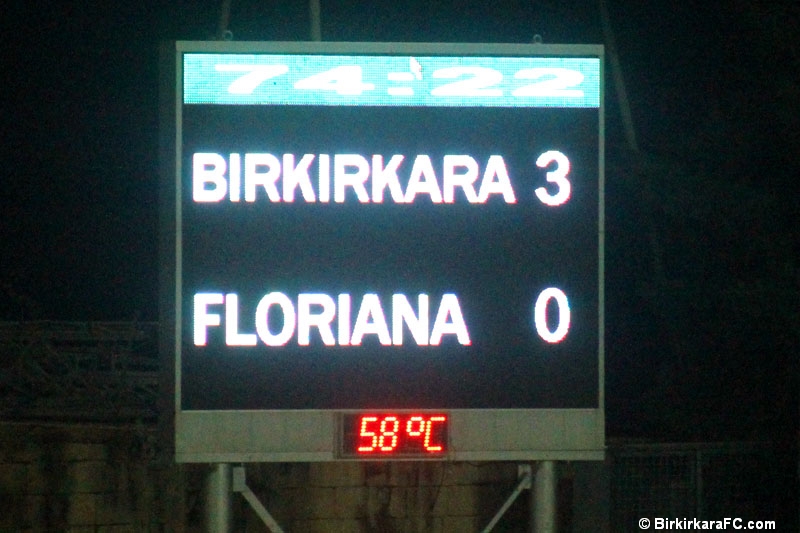 74:22
BIRKIRKARA 3
FLORIANA 0
58°C
© BirkirkaraFC.com